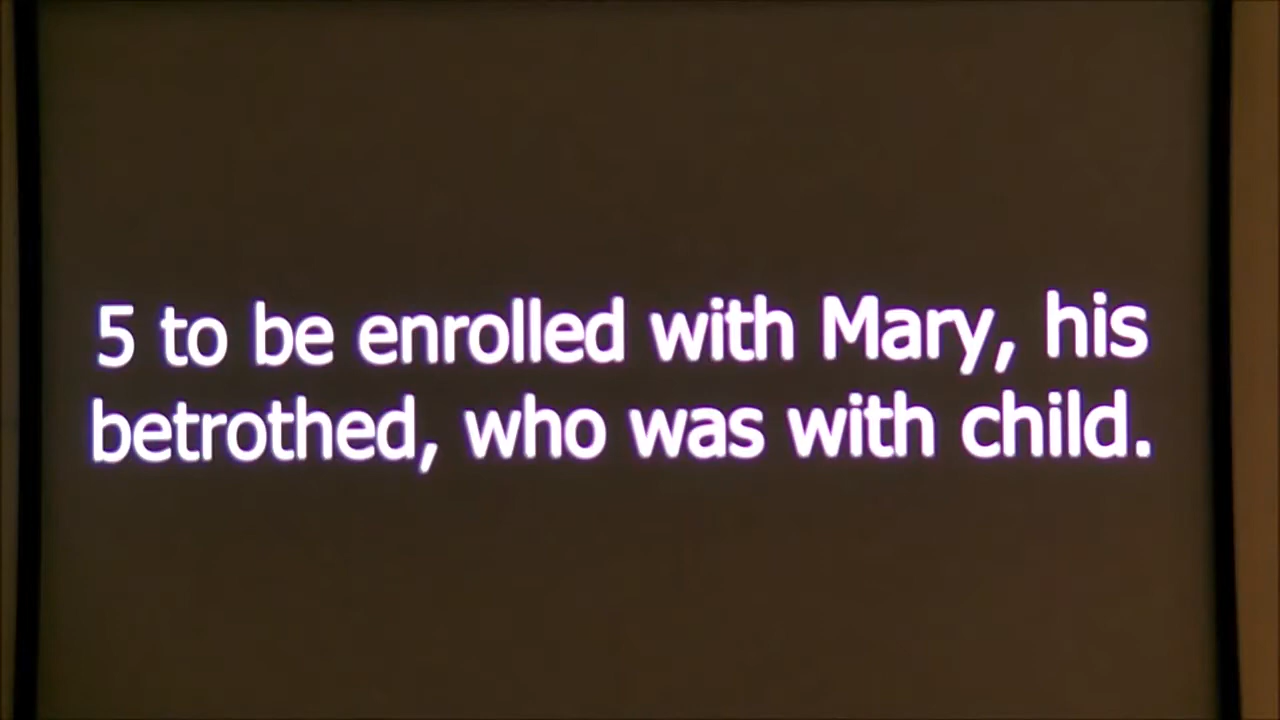 5 to be enrolled with Mary, his
betrothed, who was with child.